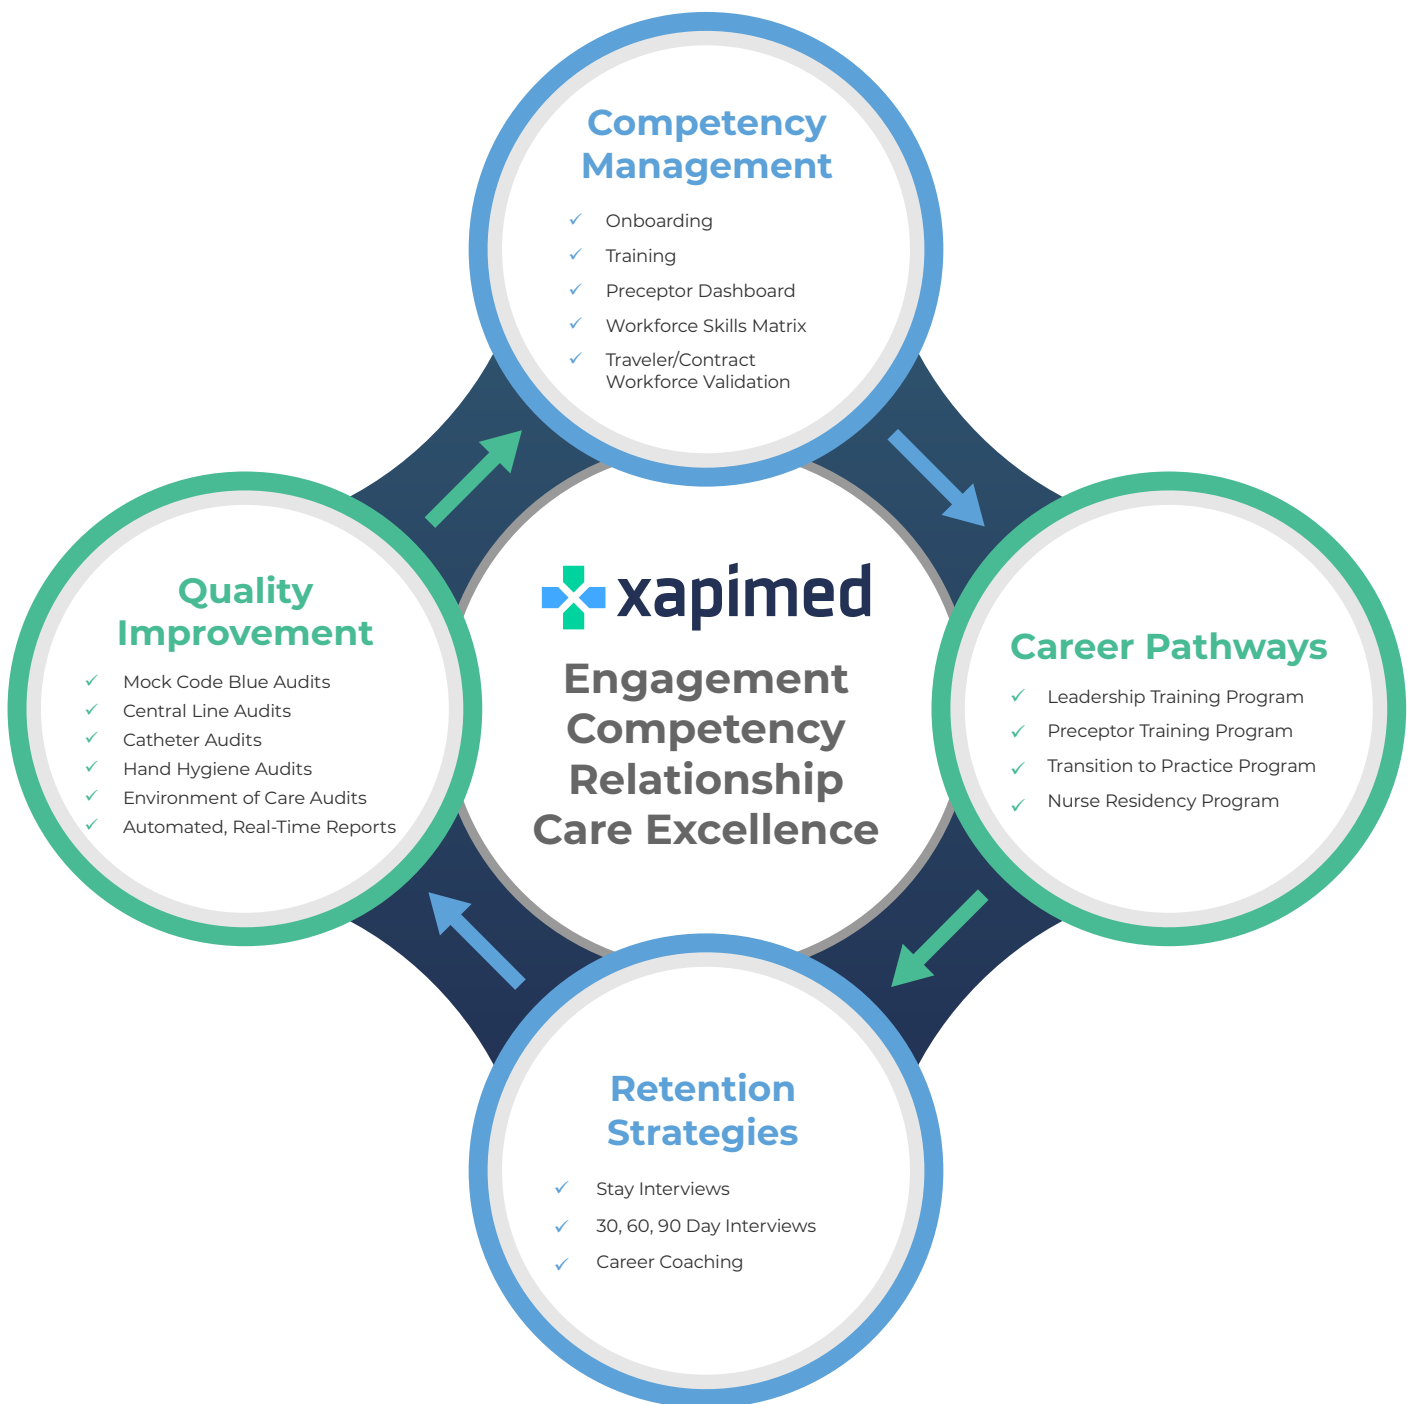 Competency
Management
Onboarding
Training
Preceptor Dashboard
Workforce Skills Matrix
Traveler/Contract
Workforce Validation
Quality
Improvement
Mock Code Blue Audits
Central Line Audits
Catheter Audits
Hand Hygiene Audits
Environment of Care Audits
Automated, Real-Time Reports
xapimed
Engagement
Competency
Relationship
Care Excellence
Career Pathways
Leadership Training Program
Preceptor Training Program
Transition to Practice Program
Nurse Residency Program
Retention
Strategies
Stay Interviews
30, 60, 90 Day Interviews
Career Coaching